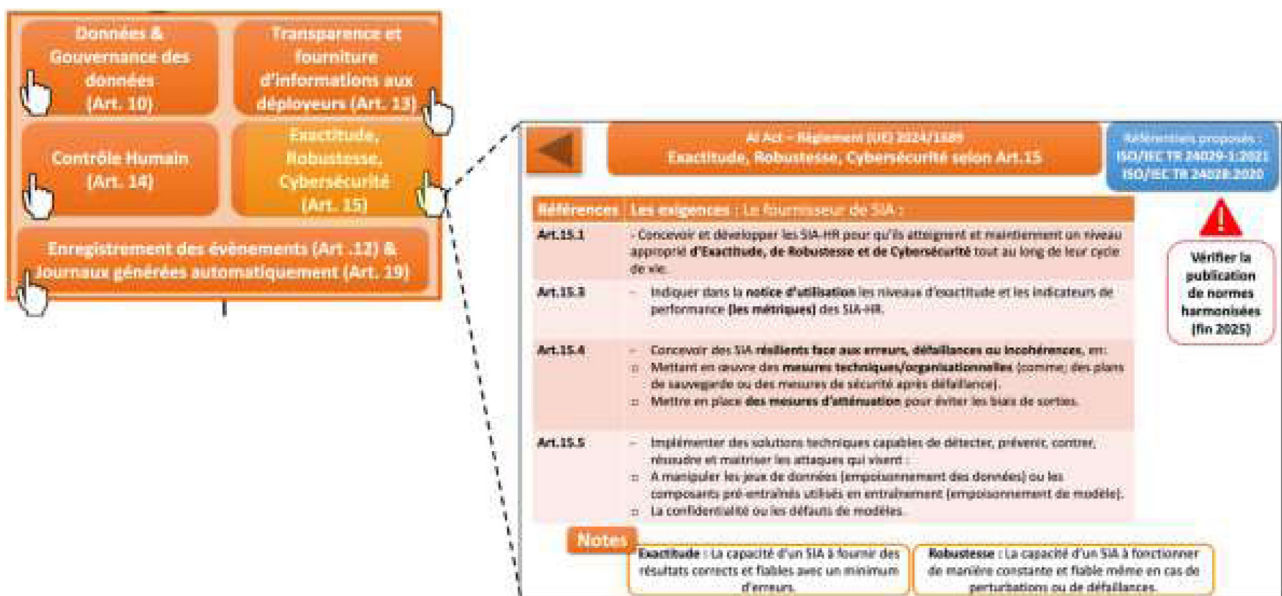 Données &
Gouvernance des
données
(Art. 10)
Transparence et
fourniture
d'informations aux
déployeurs (Art. 13)
Contrôle Humain
(Art. 14)
Exactitude,
Robustesse,
Cybersécurité
(Art. 15)
Enregistrement des évènements (Art .12) &
Journaux générées automatiquement (Art. 19)
AI Act – Règlement (UE) 2024/1689
Exactitude, Robustesse, Cybersécurité selon Art.15
Référentiels proposés :
ISO/IEC TR 24029-1:2021
ISO/IEC TR 24028:2020
Références
Les exigences : Le fournisseur de SIA :
Art.15.1
- Concevoir et développer les SIA-HR pour qu'ils atteignent et maintiennent un niveau
approprié d'Exactitude, de Robustesse et de Cybersécurité tout au long de leur cycle
de vie.
Art.15.3
- Indiquer dans la notice d'utilisation les niveaux d'exactitude et les indicateurs de
performance (les métriques) des SIA-HR.
Art.15.4
- Concevoir des SIA résilients face aux erreurs, défaillances ou incohérences, en:
Mettant en œuvre des mesures techniques/organisationnelles (comme; des plans
de sauvegarde ou des mesures de sécurité après défaillance).
Mettre en place des mesures d'atténuation pour éviter les biais de sorties.
Art.15.5
- Implémenter des solutions techniques capables de détecter, prévenir, contrer,
résoudre et maitriser les attaques qui visent :
A manipuler les jeux de données (empoisonnement des données) ou les
composants pré-entraînés utilisés en entraînement (empoisonnement de modèle).
La confidentialité ou les défauts de modèles.
Vérifier la
publication
de normes
harmonisées
(fin 2025)
Notes
Exactitude : La capacité d'un SIA à fournir des
résultats corrects et fiables avec un minimum
d'erreurs.
Robustesse : La capacité d'un SIA à fonctionner
de manière constante et fiable même en cas de
perturbations ou de défaillances.